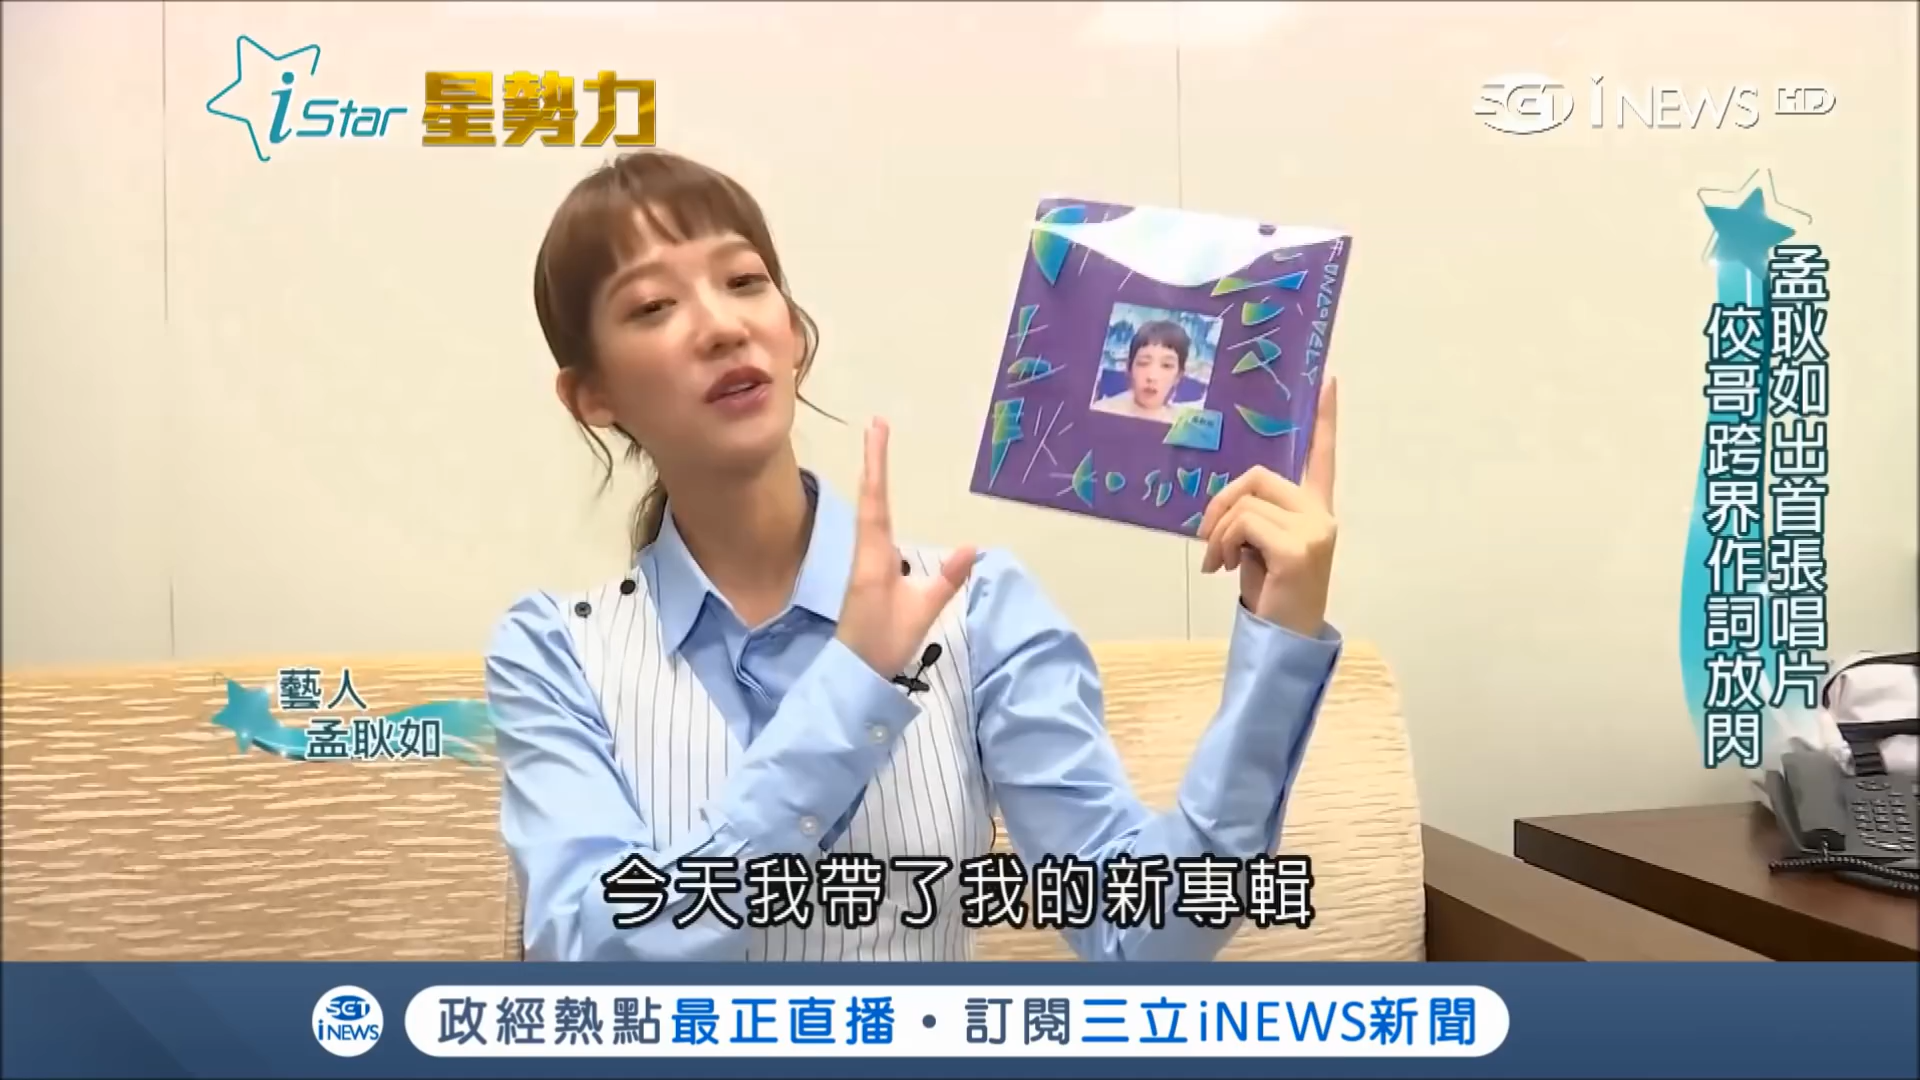 iStar 星勢力
SET iNEWS HD
孟耿如出首張唱片
佼哥跨界作詞放閃
藝人
孟耿如
今天我帶了我的新專輯
SET iNEWS
政經熱點最正直播・訂閱三立iNEWS新聞